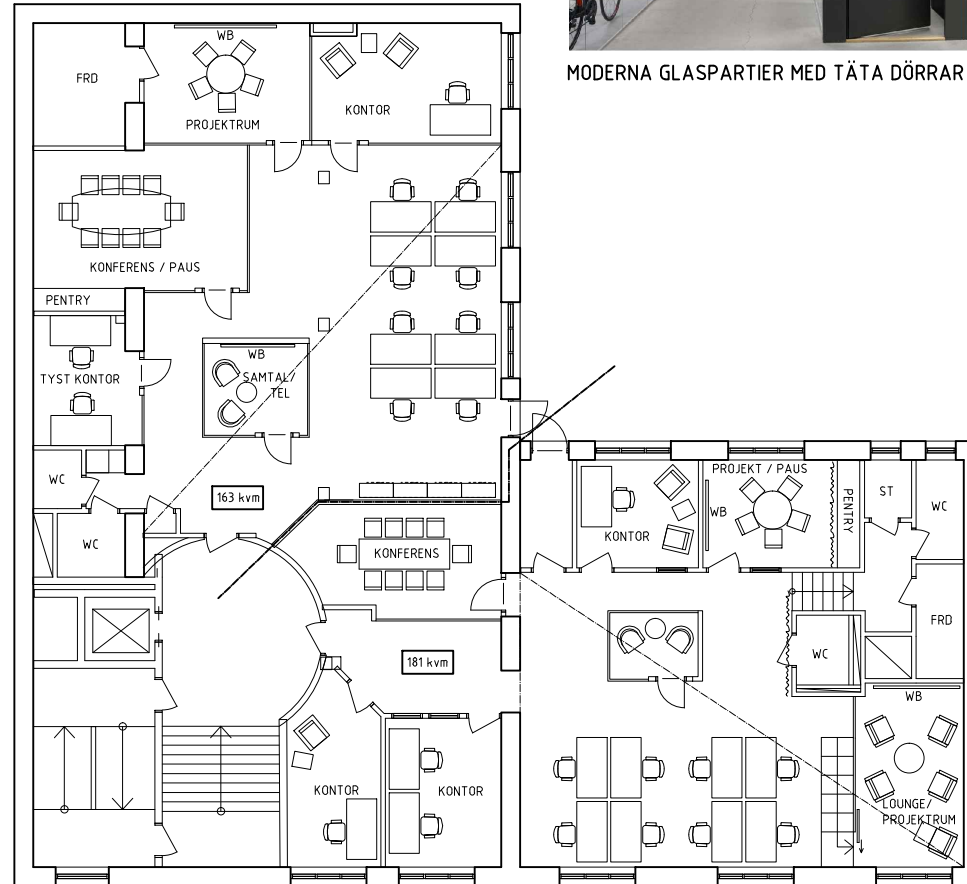 MODERNA GLASPARTIER MED TÄTA DÖRRAR
WB
FRD
PROJEKTRUM
KONTOR
KONFERENS / PAUS
PENTRY
TYST KONTOR
WB
SAMTAL/
TEL
WC
163 kvm
WC
KONFERENS
181 kvm
KONTOR
KONTOR
PROJEKT / PAUS
WB
PENTRY
ST
WC
KONTOR
FRD
WC
WB
LOUNGE/
PROJEKTRUM